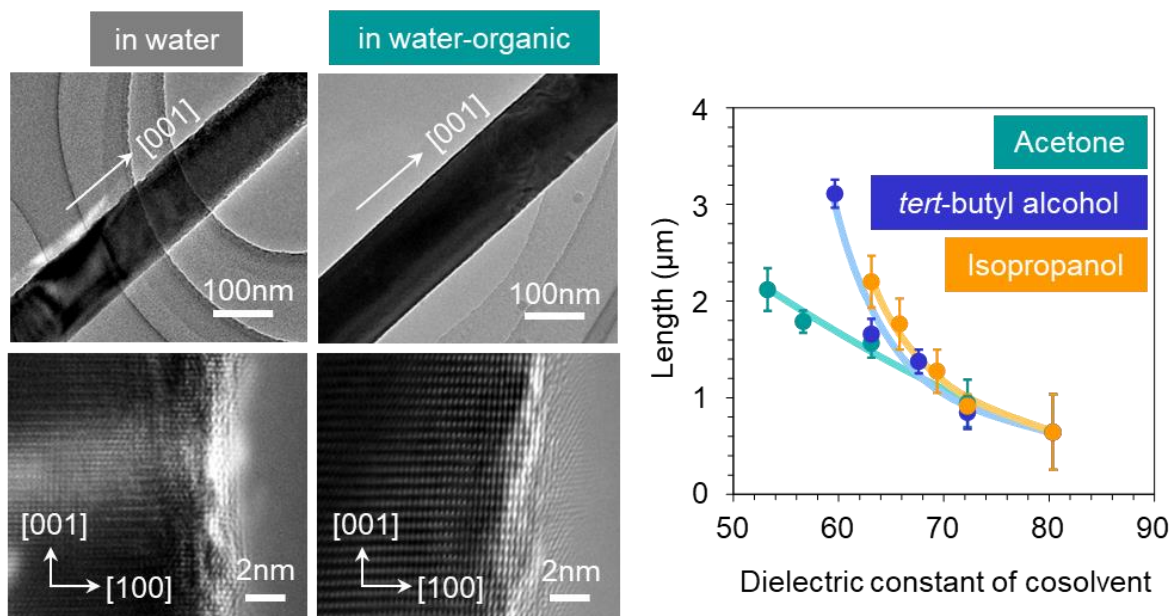 in water
in water-organic
[001]
100nm
[001]
100nm
[001]
[100]
2nm
[001]
[100]
2nm
Acetone
tert-butyl alcohol
Isopropanol
Length (μm)
4
3
2
1
0
50 60 70 80 90
Dielectric constant of cosolvent